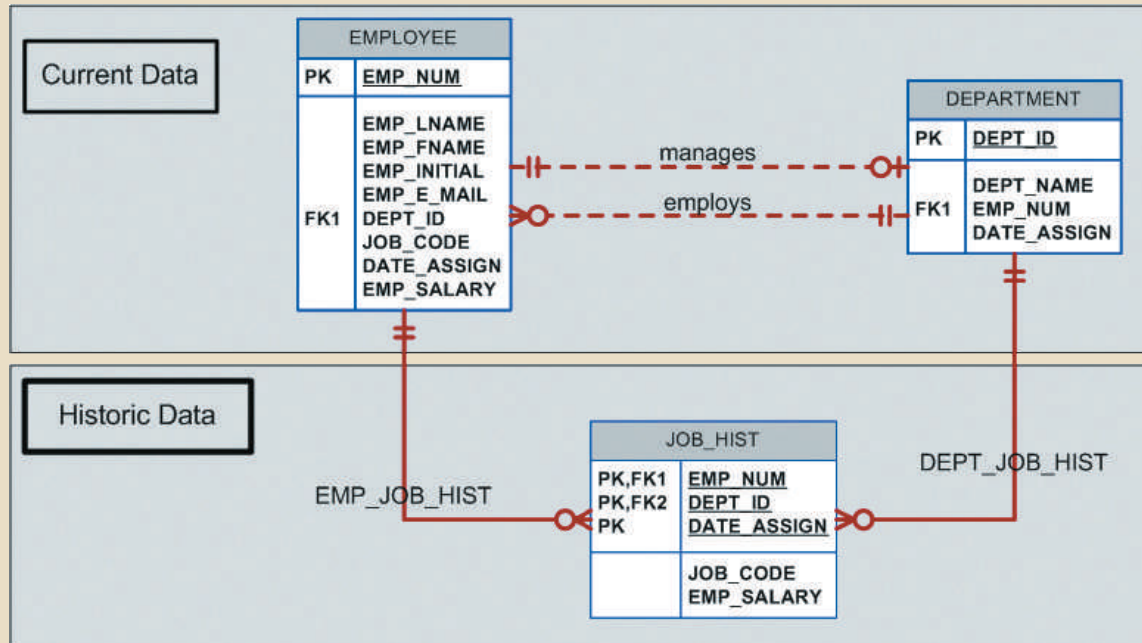 Current Data
EMPLOYEE
PK EMP_NUM
EMP_LNAME
EMP_FNAME
EMP_INITIAL
EMP_E_MAIL
FK1 DEPT_ID
JOB_CODE
DATE_ASSIGN
EMP_SALARY
manages
employs
DEPARTMENT
PK DEPT_ID
DEPT_NAME
FK1 EMP_NUM
DATE_ASSIGN
Historic Data
EMP_JOB_HIST
JOB_HIST
PK,FK1 EMP_NUM
PK,FK2 DEPT_ID
PK DATE_ASSIGN
JOB_CODE
EMP_SALARY
DEPT_JOB_HIST